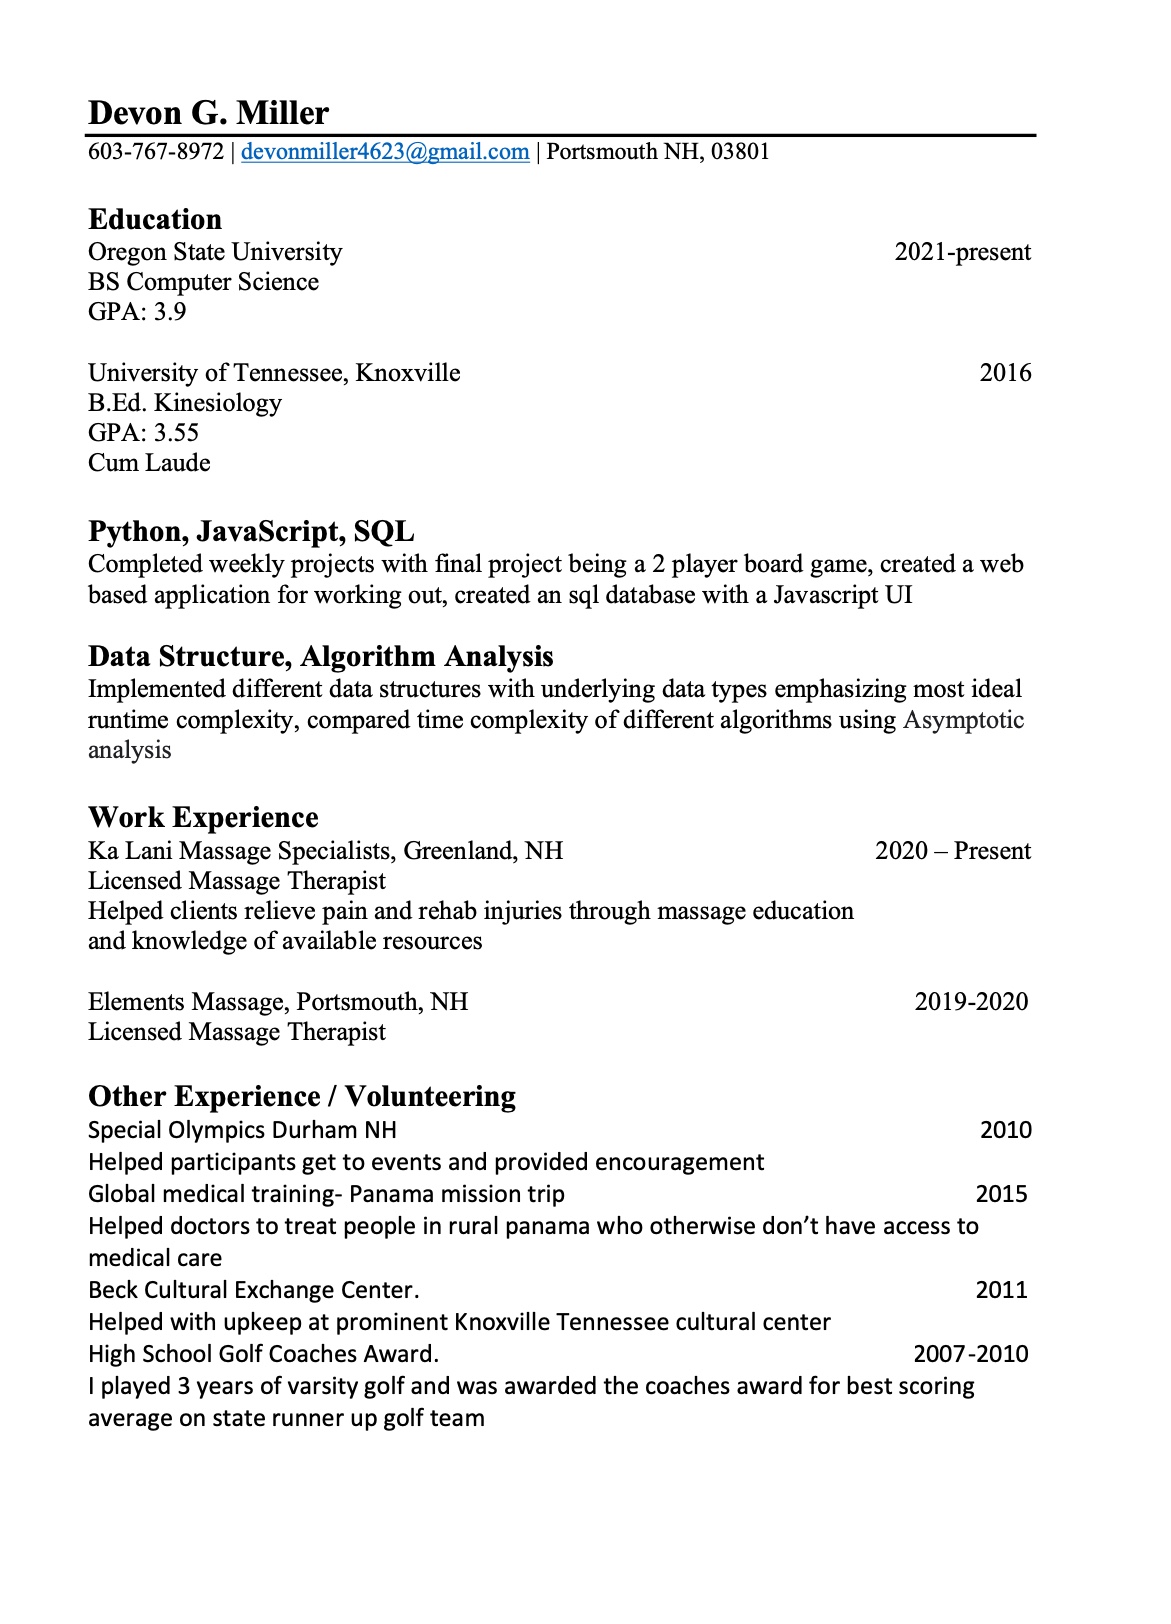 Devon G. Miller
603-767-8972 | devonmiller4623@gmail.com | Portsmouth NH, 03801
Education
Oregon State University 2021-present
BS Computer Science
GPA: 3.9
University of Tennessee, Knoxville 2016
B.Ed. Kinesiology
GPA: 3.55
Cum Laude
Python, JavaScript, SQL
Completed weekly projects with final project being a 2 player board game, created a web
based application for working out, created an sql database with a Javascript UI
Data Structure, Algorithm Analysis
Implemented different data structures with underlying data types emphasizing most ideal
runtime complexity, compared time complexity of different algorithms using Asymptotic
analysis
Work Experience
Ka Lani Massage Specialists, Greenland, NH 2020 – Present
Licensed Massage Therapist
Helped clients relieve pain and rehab injuries through massage education
and knowledge of available resources
Elements Massage, Portsmouth, NH 2019-2020
Licensed Massage Therapist
Other Experience / Volunteering
Special Olympics Durham NH 2010
Helped participants get to events and provided encouragement
Global medical training- Panama mission trip 2015
Helped doctors to treat people in rural panama who otherwise don’t have access to
medical care
Beck Cultural Exchange Center. 2011
Helped with upkeep at prominent Knoxville Tennessee cultural center
High School Golf Coaches Award. 2007-2010
I played 3 years of varsity golf and was awarded the coaches award for best scoring
average on state runner up golf team